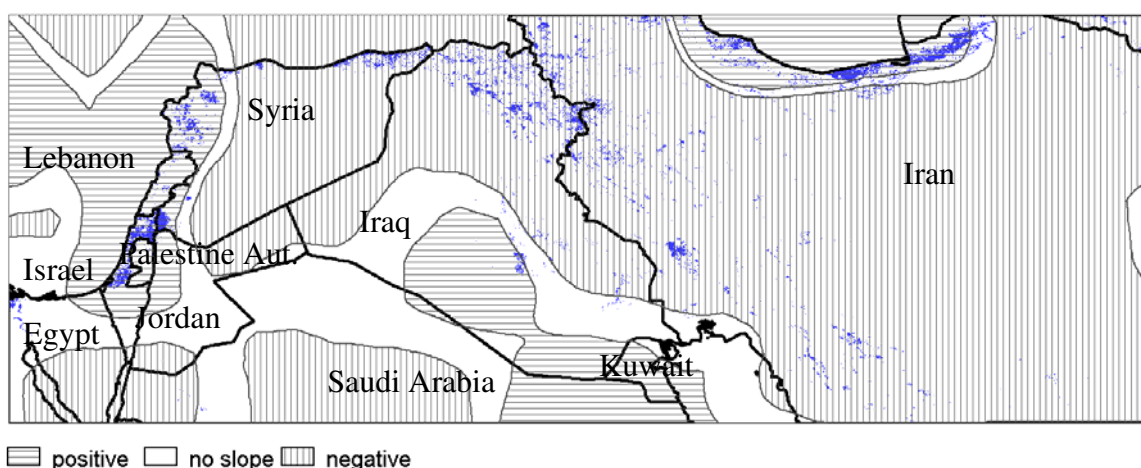 Syria
Lebanon
Iran
Iraq
Palestine Aut.
Israel
Jordan
Egypt
Kuwait
Saudi Arabia
positive no slope negative